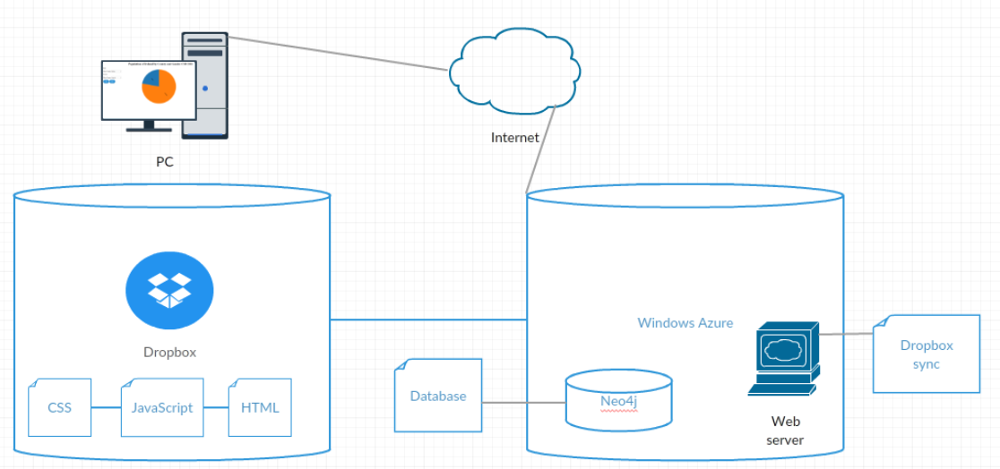 PC
Internet
Dropbox
CSS
JavaScript
HTML
Database
Windows Azure
Neo4j
Web
server
Dropbox
sync